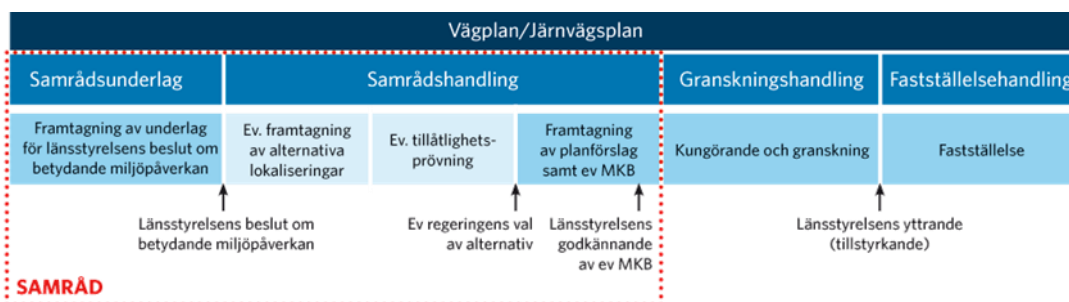 Vägplan/Järnvägsplan
Samrådsunderlag
Samrådshandling
Granskningshandling
Fastställelsehandling
Framtagning av underlag
för länsstyrelsens beslut om
betydande miljöpåverkan
Ev. framtagning
av alternativa
lokaliseringar
Ev. tillåtlighets-
prövning
Framtagning
av planförslag
samt ev MKB
Kungörande och granskning
Fastställelse
Länsstyrelsens beslut om
betydande miljöpåverkan
Ev regeringens val
av alternativ
Länsstyrelsens
godkännande
av ev MKB
Länsstyrelsens yttrande
(tillstyrkande)
SAMRÅD